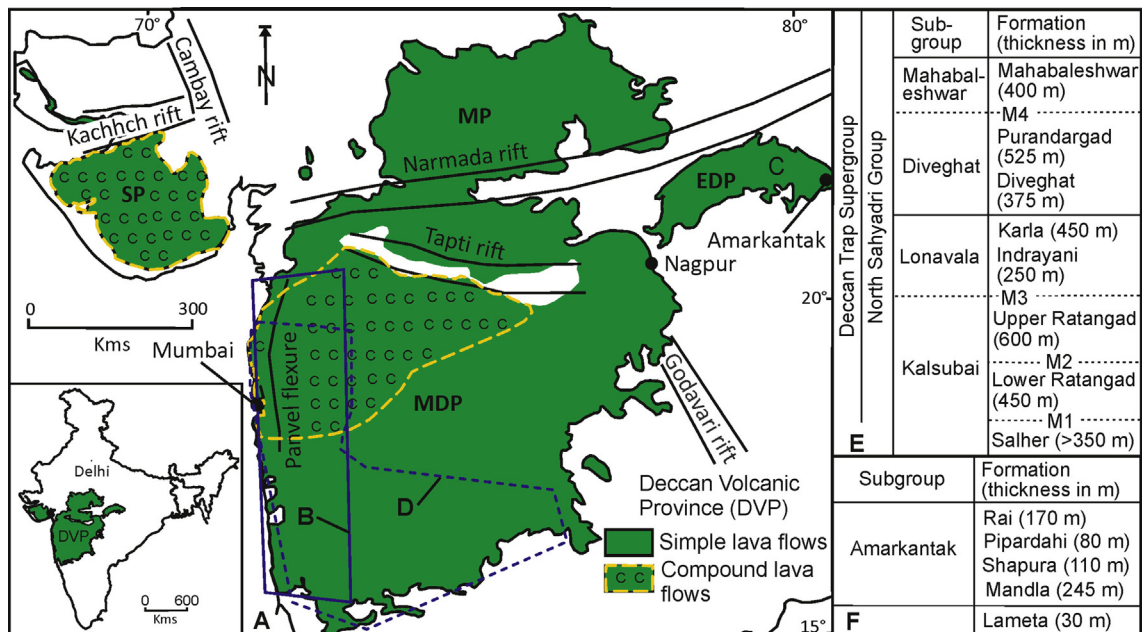 70°
80°
Cambay rift
Kachhch rift
SP
N
MP
Narmada rift
EDP
C
Amarkantak
Tapti rift
Nagpur
20°
0 300
Kms
Mumbai
Panvel flexure
MDP
Godavari rift
B
D
Delhi
DVP
0 600
Kms
A
Deccan Volcanic
Province (DVP)
Simple lava flows
C C
Compound lava
flows
15°
Deccan Trap Supergroup
North Sahyadri Group
Sub-
group
Formation
(thickness in m)
Mahabal-
eshwar
Mahabaleshwar
(400 m)
M4
Diveghat
Purandargad
(525 m)
Diveghat
(375 m)
Lonavala
Karla (450 m)
Indrayani
(250 m)
M3
Kalsubai
Upper Ratangad
(600 m)
M2
Lower Ratangad
(450 m)
M1
Salher (>350 m)
E
Subgroup
Formation
(thickness in m)
Amarkantak
Rai (170 m)
Pipardahi (80 m)
Shapura (110 m)
Mandla (245 m)
F
Lameta (30 m)